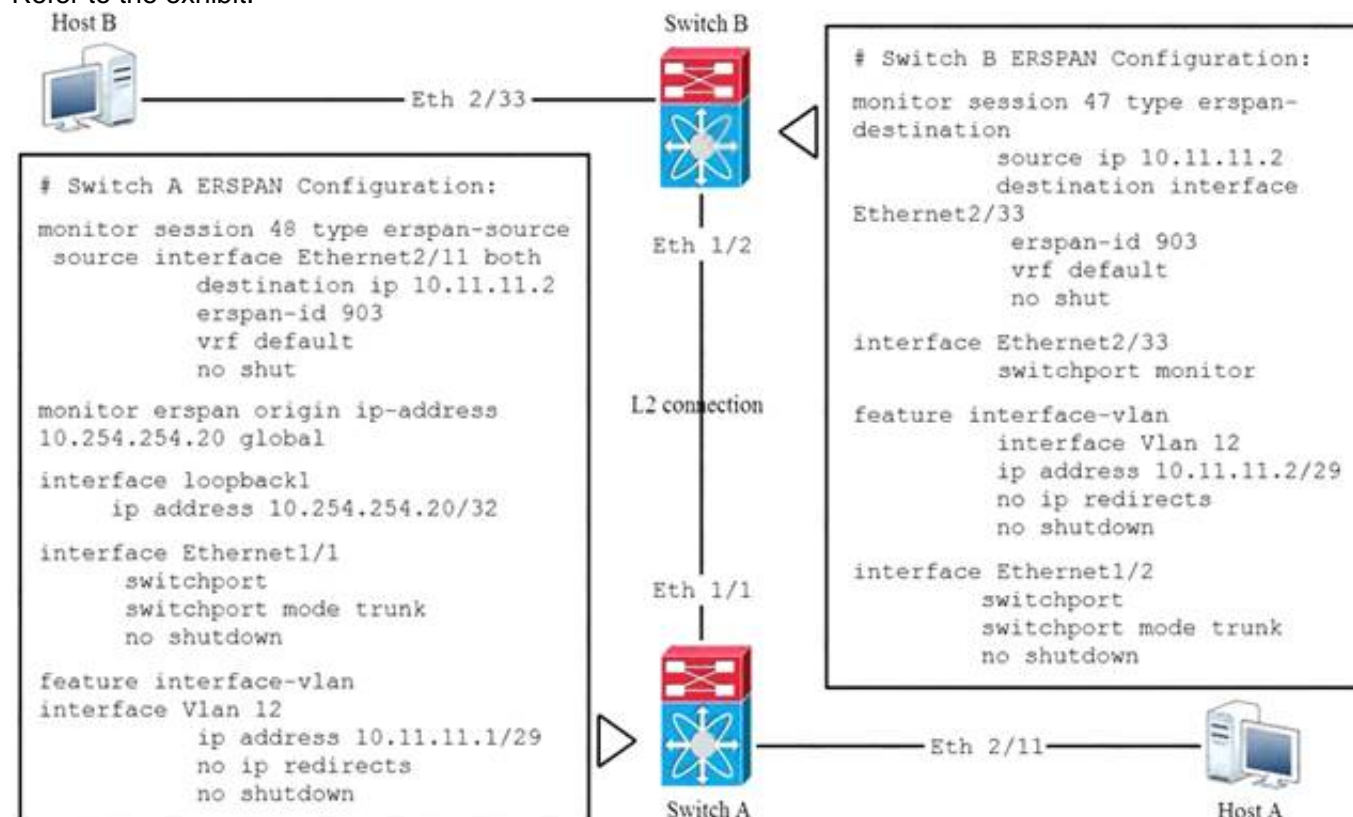 Refer to the exhibit.
Host B
Switch B
Eth 2/33
# Switch A ERSPAN Configuration:
monitor session 48 type erspan-source
source interface Ethernet2/11 both
destination ip 10.11.11.2
erspan-id 903
vrf default
no shut
monitor erspan origin ip-address
10.254.254.20 global
interface loopback1
ip address 10.254.254.20/32
interface Ethernet1/1
switchport
switchport mode trunk
no shutdown
feature interface-vlan
interface Vlan 12
ip address 10.11.11.1/29
no ip redirects
no shutdown
Eth 1/2
L2 connection
Eth 1/1
# Switch B ERSPAN Configuration:
monitor session 47 type erspan-
destination
source ip 10.11.11.2
destination interface
Ethernet2/33
erspan-id 903
vrf default
no shut
interface Ethernet2/33
switchport monitor
feature interface-vlan
interface Vlan 12
ip address 10.11.11.2/29
no ip redirects
no shutdown
interface Ethernet1/2
switchport
switchport mode trunk
no shutdown
Eth 2/11
Switch A
Host A